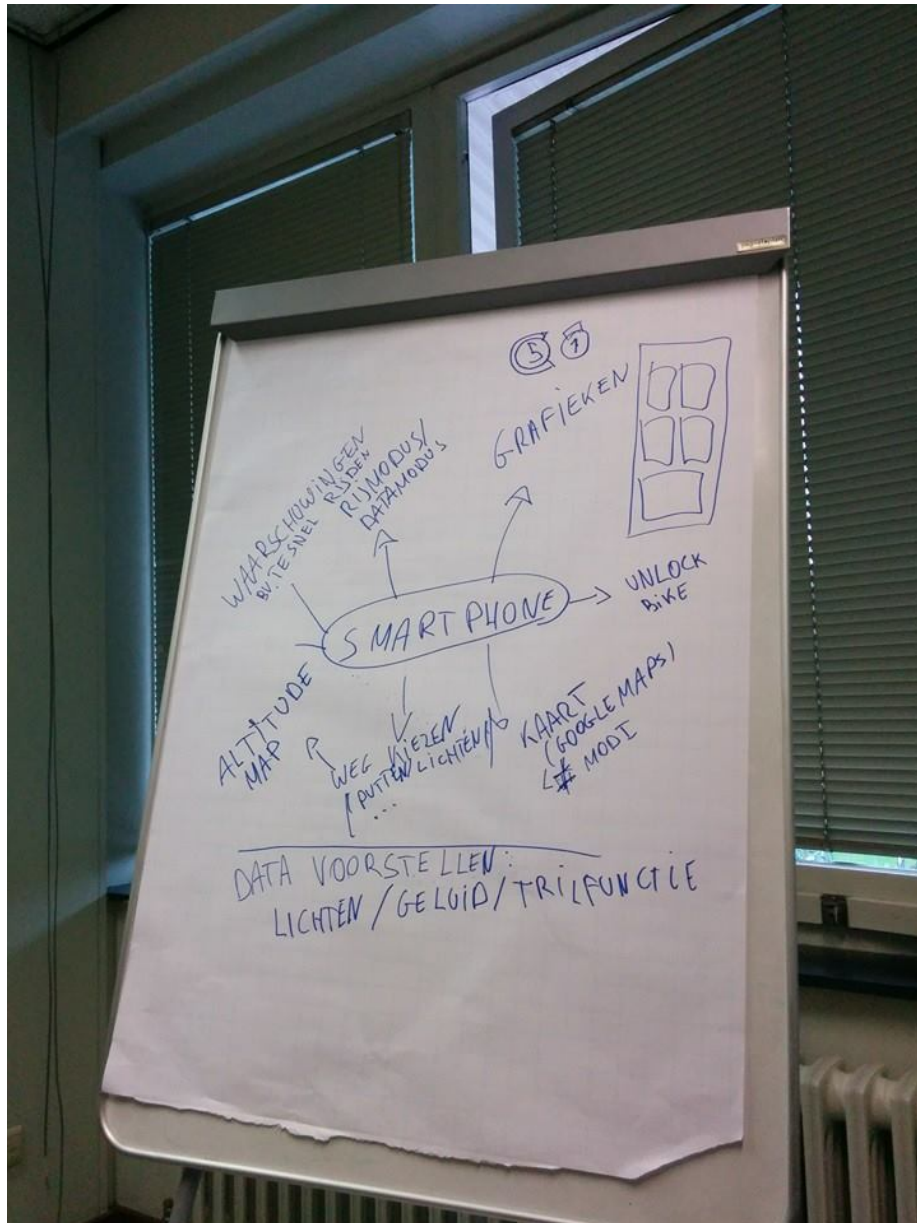 5 1
GRAFIEKEN
WAARSCHUWINGEN
BV. TE SNEL RIJDEN
RIJMODUS/
DATAMODUS
SMARTPHONE
UNLOCK
BIKE
ALTITUDE
MAP
WEG KIEZEN
(PUTTEN/LICHTEN/
...
KAART
(GOOGLE MAPS)
↳ # MODI
DATA VOORSTELLEN:
LICHTEN/GELUID/TRILFUNCTIE